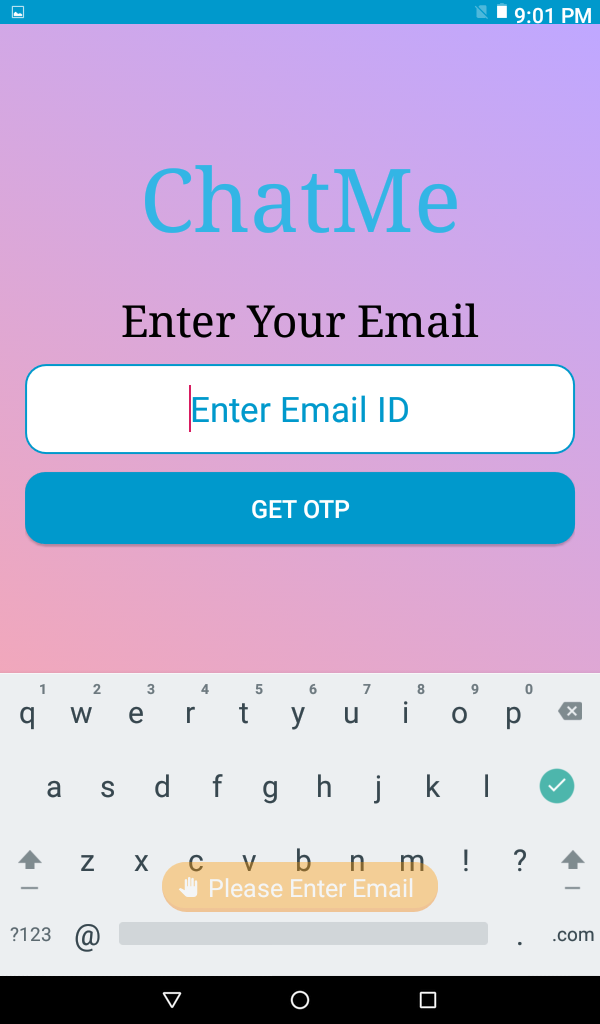 9:01 PM
ChatMe
Enter Your Email
Enter Email ID
GET OTP
1 2 3 4 5 6 7 8 9 0
q w e r t y u i o p
a s d f g h j k l
z x c v b n m ! ?
Please Enter Email
?123 @ . .com